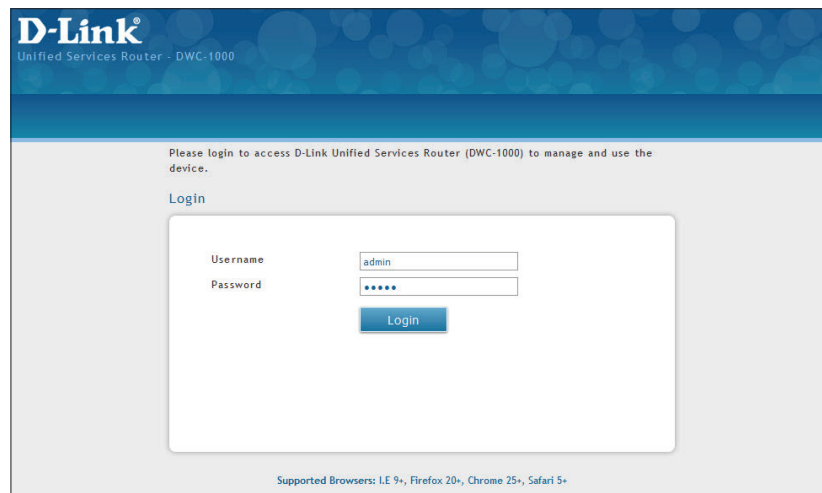 D-Link®
Unified Services Router - DWC-1000
Please login to access D-Link Unified Services Router (DWC-1000) to manage and use the
device.
Login
Username
admin
Password
•••••
Login
Supported Browsers: I.E 9+, Firefox 20+, Chrome 25+, Safari 5+